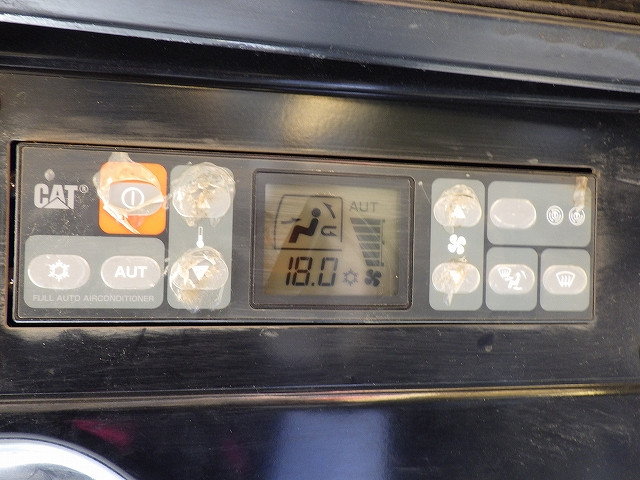 CAT®
AUT
FULL AUTO AIRCONDITIONER
AUT
18.0